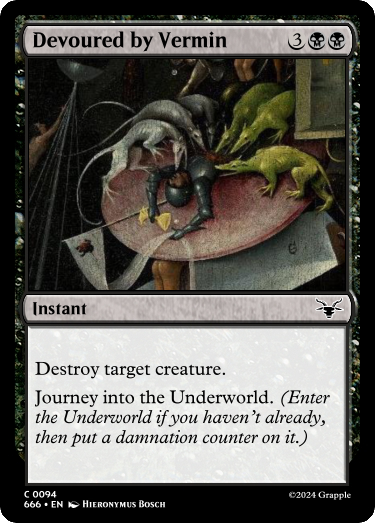 Devoured by Vermin 3
Instant
Destroy target creature.
Journey into the Underworld. (Enter
the Underworld if you haven't already,
then put a damnation counter on it.)
C 0094
666 • EN Hieronymus Bosch
©2024 Grapple